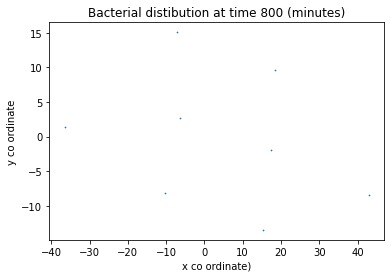 Bacterial distibution at time 800 (minutes)
15
10
5
0
−5
−10
y co ordinate
−40 −30 −20 −10 0 10 20 30 40
x co ordinate)